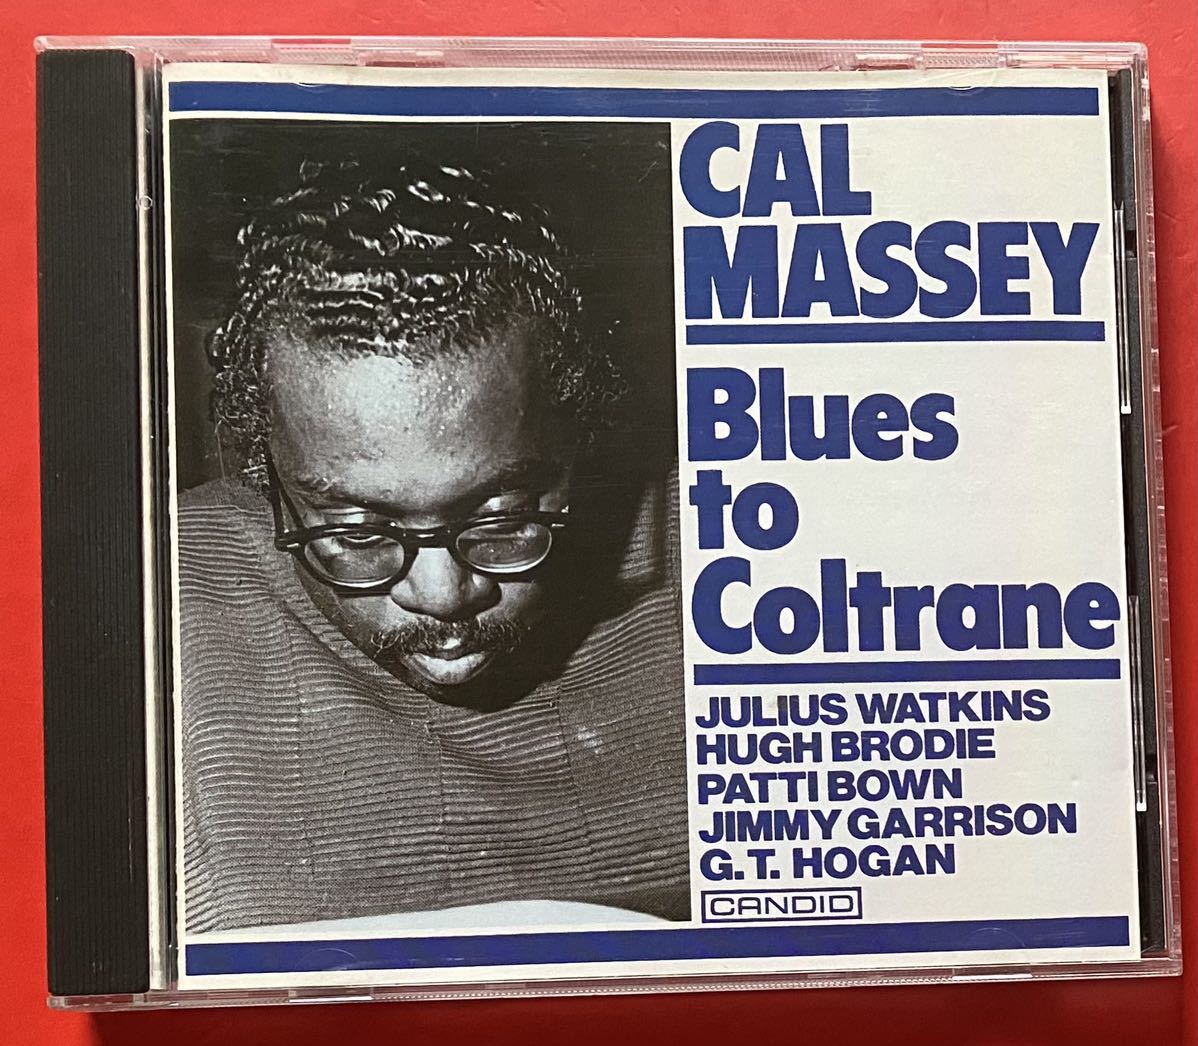 CAL
MASSEY
Blues
to
Coltrane
JULIUS WATKINS
HUGH BRODIE
PATTI BOWN
JIMMY GARRISON
G.T. HOGAN
CANDID